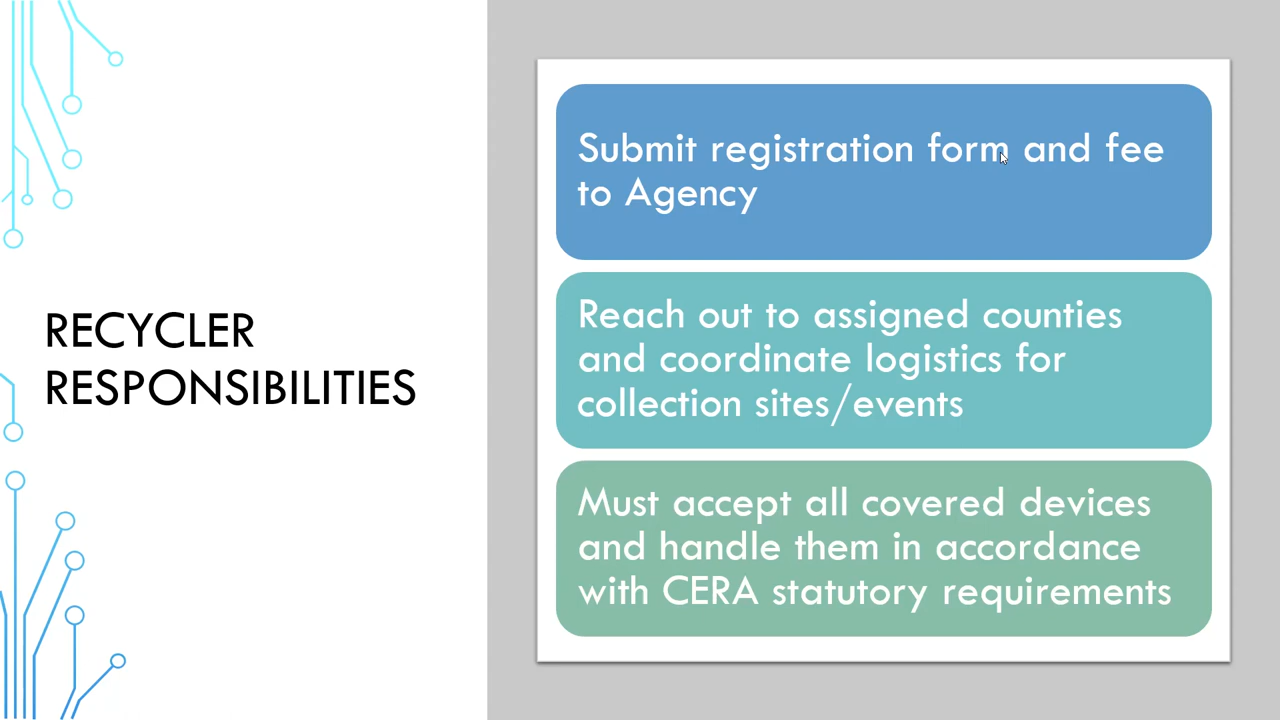 RECYCLER
RESPONSIBILITIES
Submit registration form and fee
to Agency
Reach out to assigned counties
and coordinate logistics for
collection sites/events
Must accept all covered devices
and handle them in accordance
with CERA statutory requirements